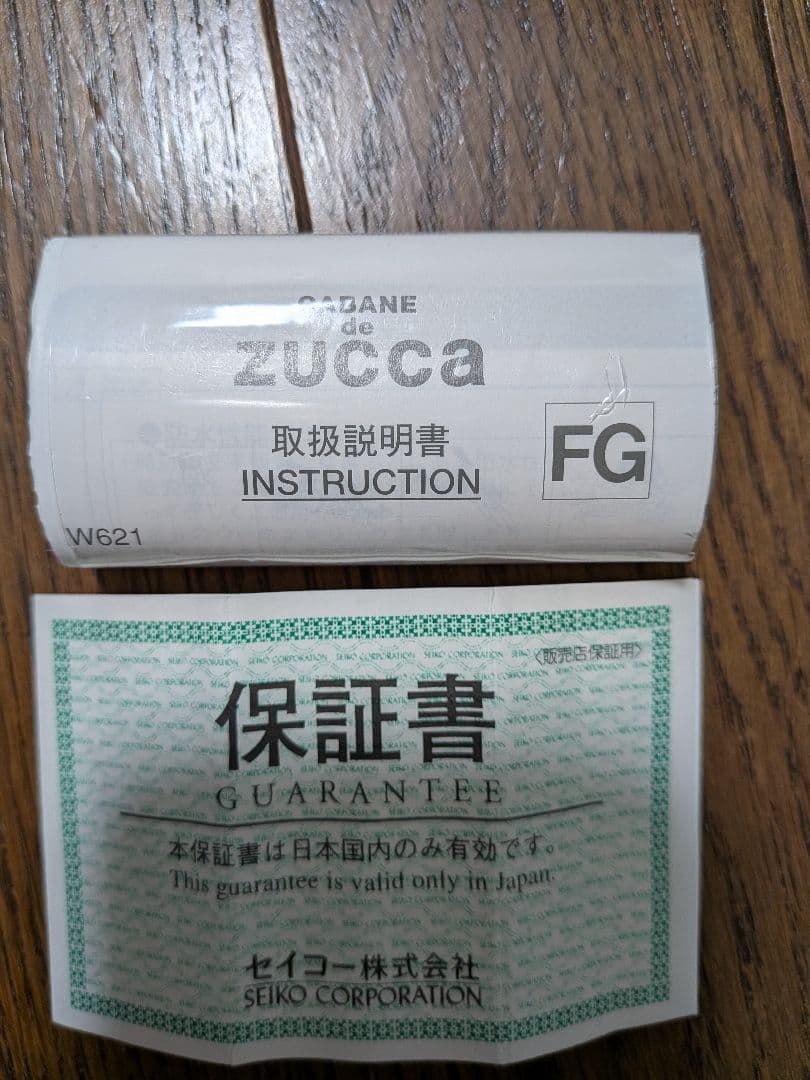 CABANE
de
ZUCCa
取扱説明書
INSTRUCTION
FG
W621
〈販売店保証用〉
保証書
GUARANTEE
本保証書は日本国内のみ有効です。
This guarantee is valid only in Japan.
セイコー株式会社
SEIKO CORPORATION